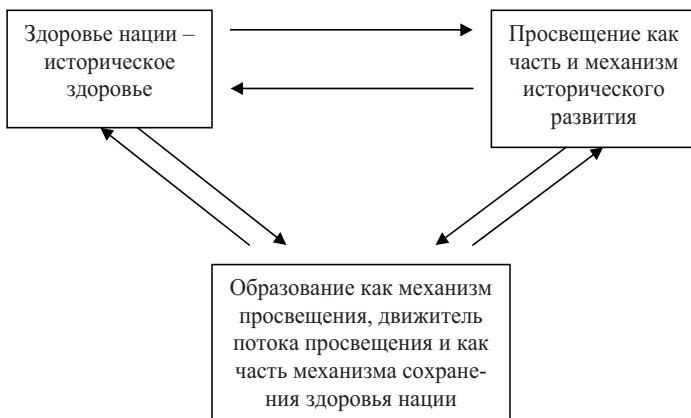 Здоровье нации –
историческое
здоровье
Просвещение как
часть и механизм
исторического
развития
Образование как механизм
просвещения, движитель
потока просвещения и как
часть механизма сохране-
ния здоровья нации